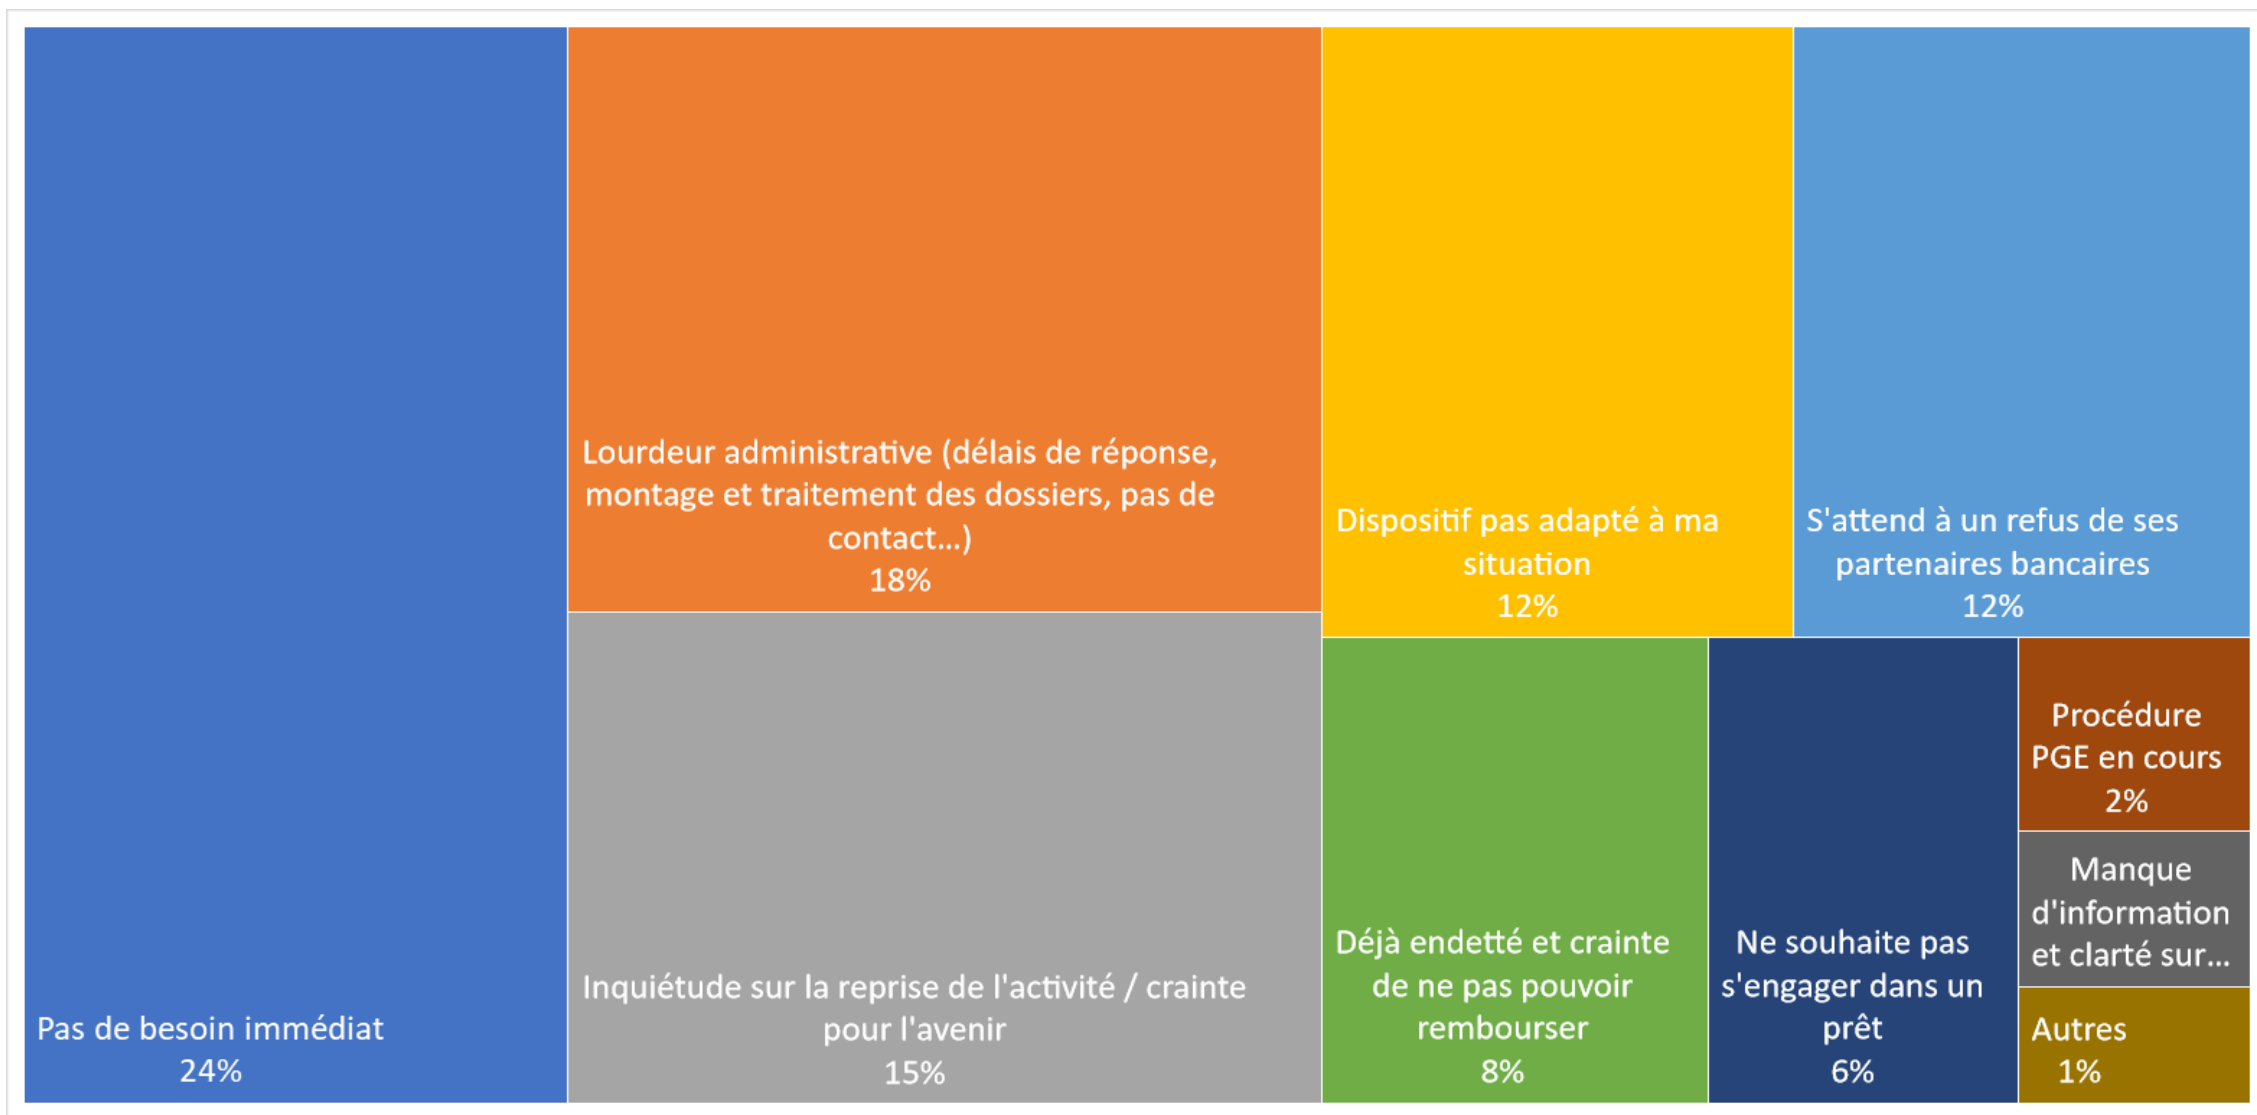 Pas de besoin immédiat
24%
Lourdeur administrative (délais de réponse,
montage et traitement des dossiers, pas de
contact...)
18%
Inquiétude sur la reprise de l'activité / crainte
pour l'avenir
15%
Dispositif pas adapté à ma
situation
12%
S'attend à un refus de ses
partenaires bancaires
12%
Déjà endetté et crainte
de ne pas pouvoir
rembourser
8%
Ne souhaite pas
s'engager dans un
prêt
6%
Procédure
PGE en cours
2%
Manque
d'information
et clarté sur...
Autres
1%